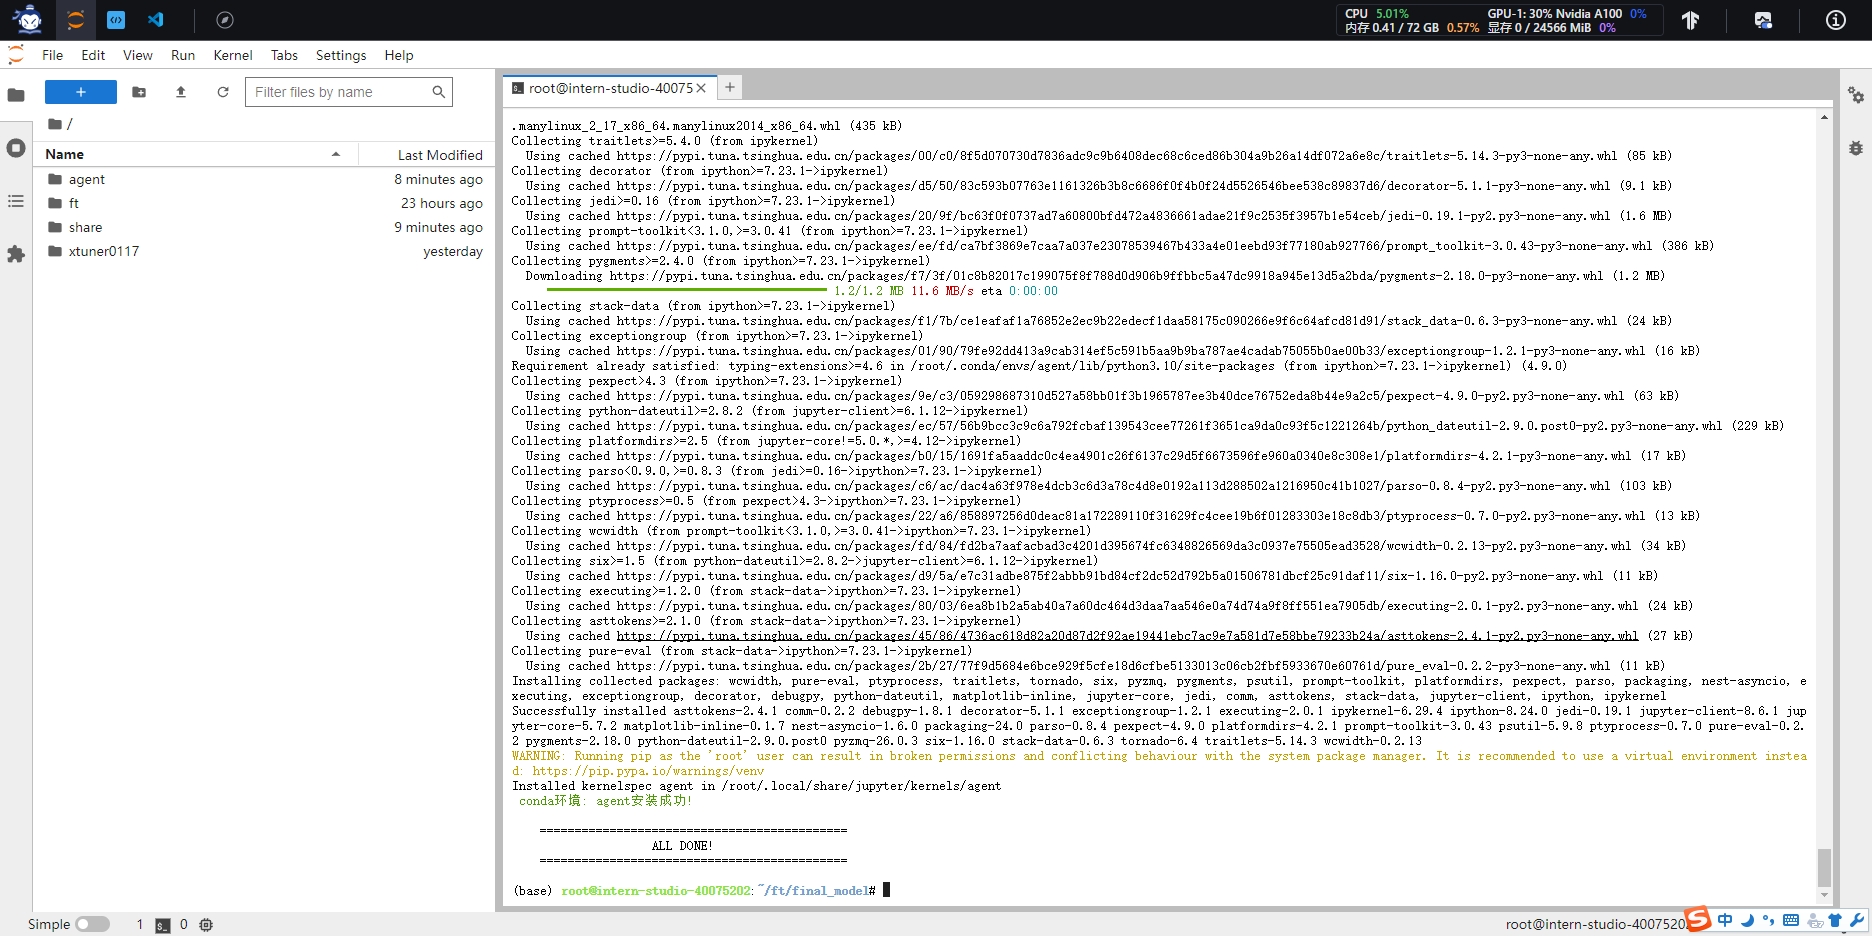 CPU 5.01%
GPU-1: 30% Nvidia A100 0%
内存 0.41 / 72 GB 0.57%
显存 0 / 24566 MiB 0%
File Edit View Run Kernel Tabs Settings Help
Filter files by name
/
Name Last Modified
agent 8 minutes ago
ft 23 hours ago
share 9 minutes ago
xtuner0117 yesterday
root@intern-studio-40075
.manylinux_2_17_x86_64.manylinux2014_x86_64.whl (435 kB)
Collecting traitlets>=5.4.0 (from ipykernel)
Using cached https://pypi.tuna.tsinghua.edu.cn/packages/00/c0/8f5d070730d7836adc9c9b6408dec68c6ced86b304a9b26a14df072a6e8c/traitlets-5.14.3-py3-none-any.whl (85 kB)
Collecting decorator (from ipython>=7.23.1->ipykernel)
Using cached https://pypi.tuna.tsinghua.edu.cn/packages/d5/50/83c593b07763e1161326b3b8c6686f0f4b0f24d5526546bee538c89837d6/decorator-5.1.1-py3-none-any.whl (9.1 kB)
Collecting jedi>=0.16 (from ipython>=7.23.1->ipykernel)
Using cached https://pypi.tuna.tsinghua.edu.cn/packages/20/9f/bc63f0f0737ad7a60800bfd472a4836661adae21f9c2535f3957b1e54ceb/jedi-0.19.1-py2.py3-none-any.whl (1.6 MB)
Collecting prompt-toolkit<3.1.0,>=3.0.41 (from ipython>=7.23.1->ipykernel)
Using cached https://pypi.tuna.tsinghua.edu.cn/packages/ee/fd/ca7bf3869e7caa7a037e23078539467b433a4e01eebd93f77180ab927766/prompt_toolkit-3.0.43-py3-none-any.whl (386 kB)
Collecting pygments>=2.4.0 (from ipython>=7.23.1->ipykernel)
Downloading https://pypi.tuna.tsinghua.edu.cn/packages/f7/3f/01c8b82017c199075f8f788d0d906b9ffbbc5a47dc9918a945e13d5a2bda/pygments-2.18.0-py3-none-any.whl (1.2 MB)
1.2/1.2 MB 11.6 MB/s eta 0:00:00
Collecting stack-data (from ipython>=7.23.1->ipykernel)
Using cached https://pypi.tuna.tsinghua.edu.cn/packages/f1/7b/ce1eafaf1a76852e2ec9b22edecf1daa58175c090266e9f6c64afcd81d91/stack_data-0.6.3-py3-none-any.whl (24 kB)
Collecting exceptiongroup (from ipython>=7.23.1->ipykernel)
Using cached https://pypi.tuna.tsinghua.edu.cn/packages/01/90/79fe92dd413a9cab314ef5c591b5aa9b9ba787ae4cadab75055b0ae00b33/exceptiongroup-1.2.1-py3-none-any.whl (16 kB)
Requirement already satisfied: typing-extensions>=4.6 in /root/.conda/envs/agent/lib/python3.10/site-packages (from ipython>=7.23.1->ipykernel) (4.9.0)
Collecting pexpect>4.3 (from ipython>=7.23.1->ipykernel)
Using cached https://pypi.tuna.tsinghua.edu.cn/packages/9e/c3/059298687310d527a58bb01f3b1965787ee3b40dce76752eda8b44e9a2c5/pexpect-4.9.0-py2.py3-none-any.whl (63 kB)
Collecting python-dateutil>=2.8.2 (from jupyter-client>=6.1.12->ipykernel)
Using cached https://pypi.tuna.tsinghua.edu.cn/packages/ec/57/56b9bcc3c9c6a792fcbaf139543cee77261f3651ca9da0c93f5c1221264b/python_dateutil-2.9.0.post0-py2.py3-none-any.whl (229 kB)
Collecting platformdirs>=2.5 (from jupyter-core!=5.0.*,>=4.12->ipykernel)
Using cached https://pypi.tuna.tsinghua.edu.cn/packages/b0/15/1691fa5aaddc0c4ea4901c26f6137c29d5f6673596fe960a0340e8c308e1/platformdirs-4.2.1-py3-none-any.whl (17 kB)
Collecting parso<0.9.0,>=0.8.3 (from jedi>=0.16->ipython>=7.23.1->ipykernel)
Using cached https://pypi.tuna.tsinghua.edu.cn/packages/c6/ac/dac4a63f978e4dcb3c6d3a78c4d8e0192a113d288502a1216950c41b1027/parso-0.8.4-py2.py3-none-any.whl (103 kB)
Collecting ptyprocess>=0.5 (from pexpect>4.3->ipython>=7.23.1->ipykernel)
Using cached https://pypi.tuna.tsinghua.edu.cn/packages/22/a6/858897256d0deac81a172289110f31629fc4cee19b6f01283303e18c8db3/ptyprocess-0.7.0-py2.py3-none-any.whl (13 kB)
Collecting wcwidth (from prompt-toolkit<3.1.0,>=3.0.41->ipython>=7.23.1->ipykernel)
Using cached https://pypi.tuna.tsinghua.edu.cn/packages/fd/84/fd2ba7aafacbad3c4201d395674fc6348826569da3c0937e75505ead3528/wcwidth-0.2.13-py2.py3-none-any.whl (34 kB)
Collecting six>=1.5 (from python-dateutil>=2.8.2->jupyter-client>=6.1.12->ipykernel)
Using cached https://pypi.tuna.tsinghua.edu.cn/packages/d9/5a/e7c31adbe875f2abbb91bd84cf2dc52d792b5a01506781dbcf25c91daf11/six-1.16.0-py2.py3-none-any.whl (11 kB)
Collecting executing>=1.2.0 (from stack-data->ipython>=7.23.1->ipykernel)
Using cached https://pypi.tuna.tsinghua.edu.cn/packages/80/03/6ea8b1b2a5ab40a7a60dc464d3daa7aa546e0a74d74a9f8ff551ea7905db/executing-2.0.1-py2.py3-none-any.whl (24 kB)
Collecting asttokens>=2.1.0 (from stack-data->ipython>=7.23.1->ipykernel)
Using cached https://pypi.tuna.tsinghua.edu.cn/packages/45/86/4736ac618d82a20d87d2f92ae19441ebc7ac9e7a581d7e58bbe79233b24a/asttokens-2.4.1-py2.py3-none-any.whl (27 kB)
Collecting pure-eval (from stack-data->ipython>=7.23.1->ipykernel)
Using cached https://pypi.tuna.tsinghua.edu.cn/packages/2b/27/77f9d5684e6bce929f5cfe18d6cfbe5133013c06cb2fbf5933670e60761d/pure_eval-0.2.2-py3-none-any.whl (11 kB)
Installing collected packages: wcwidth, pure-eval, ptyprocess, traitlets, tornado, six, pyzmq, pygments, psutil, prompt-toolkit, platformdirs, pexpect, parso, packaging, nest-asyncio, e
xecuting, exceptiongroup, decorator, debugpy, python-dateutil, matplotlib-inline, jupyter-core, jedi, comm, asttokens, stack-data, jupyter-client, ipython, ipykernel
Successfully installed asttokens-2.4.1 comm-0.2.2 debugpy-1.8.1 decorator-5.1.1 exceptiongroup-1.2.1 executing-2.0.1 ipykernel-6.29.4 ipython-8.24.0 jedi-0.19.1 jupyter-client-8.6.1 jup
yter-core-5.7.2 matplotlib-inline-0.1.7 nest-asyncio-1.6.0 packaging-24.0 parso-0.8.4 pexpect-4.9.0 platformdirs-4.2.1 prompt-toolkit-3.0.43 psutil-5.9.8 ptyprocess-0.7.0 pure-eval-0.2.
2 pygments-2.18.0 python-dateutil-2.9.0.post0 pyzmq-26.0.3 six-1.16.0 stack-data-0.6.3 tornado-6.4 traitlets-5.14.3 wcwidth-0.2.13
WARNING: Running pip as the 'root' user can result in broken permissions and conflicting behaviour with the system package manager. It is recommended to use a virtual environment instea
d: https://pip.pypa.io/warnings/venv
Installed kernelspec agent in /root/.local/share/jupyter/kernels/agent
conda环境: agent安装成功!
============================================
ALL DONE!
============================================
(base) root@intern-studio-40075202:~/ft/final_model#
Simple 1 0
root@intern-studio-4007520
中